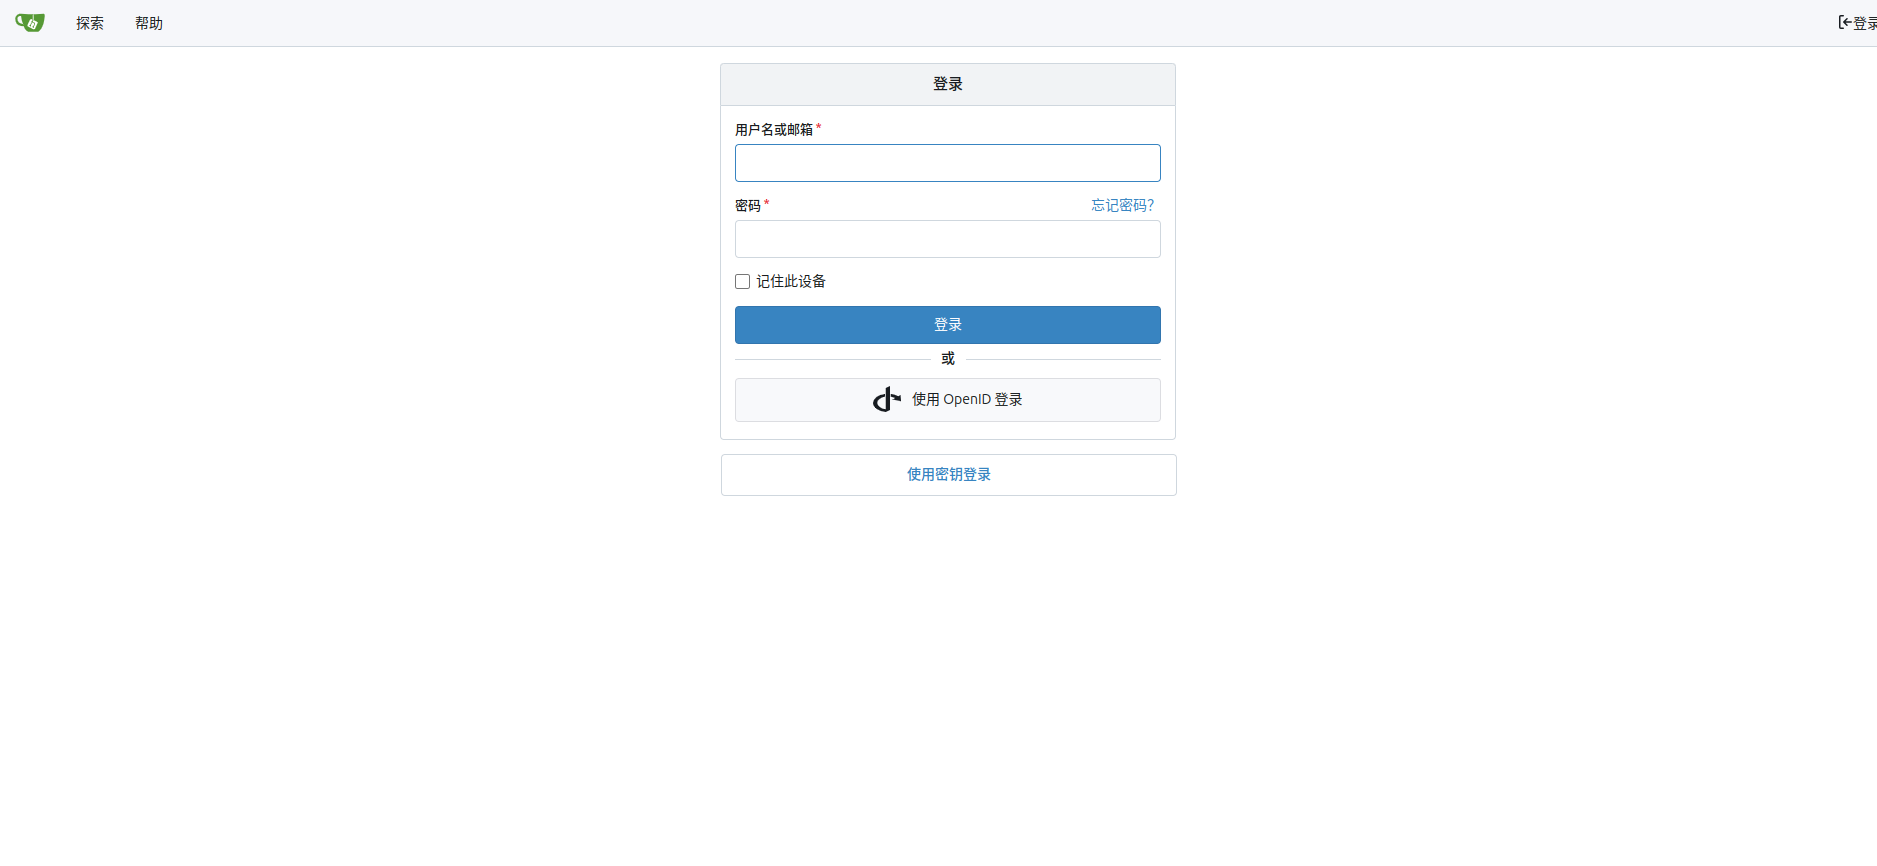 探索 帮助 登录
登录
用户名或邮箱 *
密码 * 忘记密码?
记住此设备
登录
或
使用 OpenID 登录
使用密钥登录